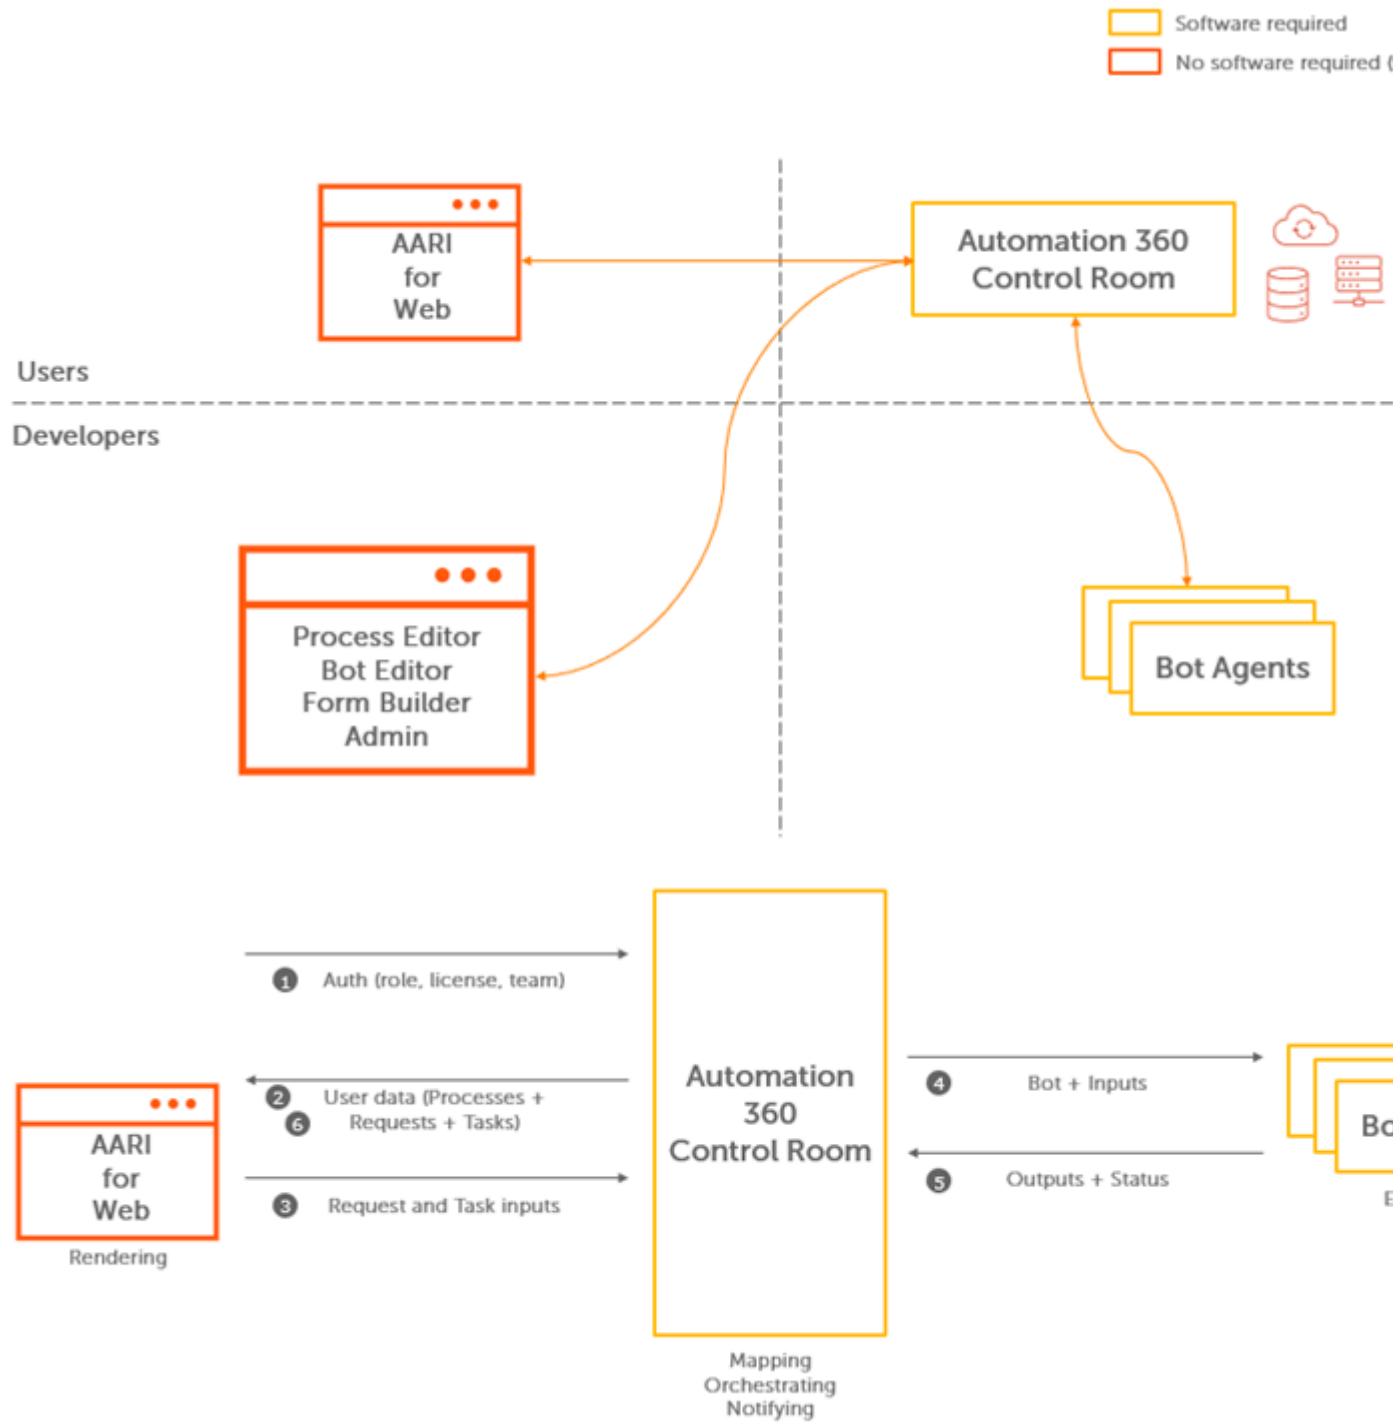 Software required
No software required (
AARI
for
Web
Automation 360
Control Room
Users
Developers
Process Editor
Bot Editor
Form Builder
Admin
Bot Agents
1 Auth (role, license, team)
2 User data (Processes +
6 Requests + Tasks)
3 Request and Task inputs
AARI
for
Web
Rendering
Automation
360
Control Room
Mapping
Orchestrating
Notifying
4 Bot + Inputs
5 Outputs + Status